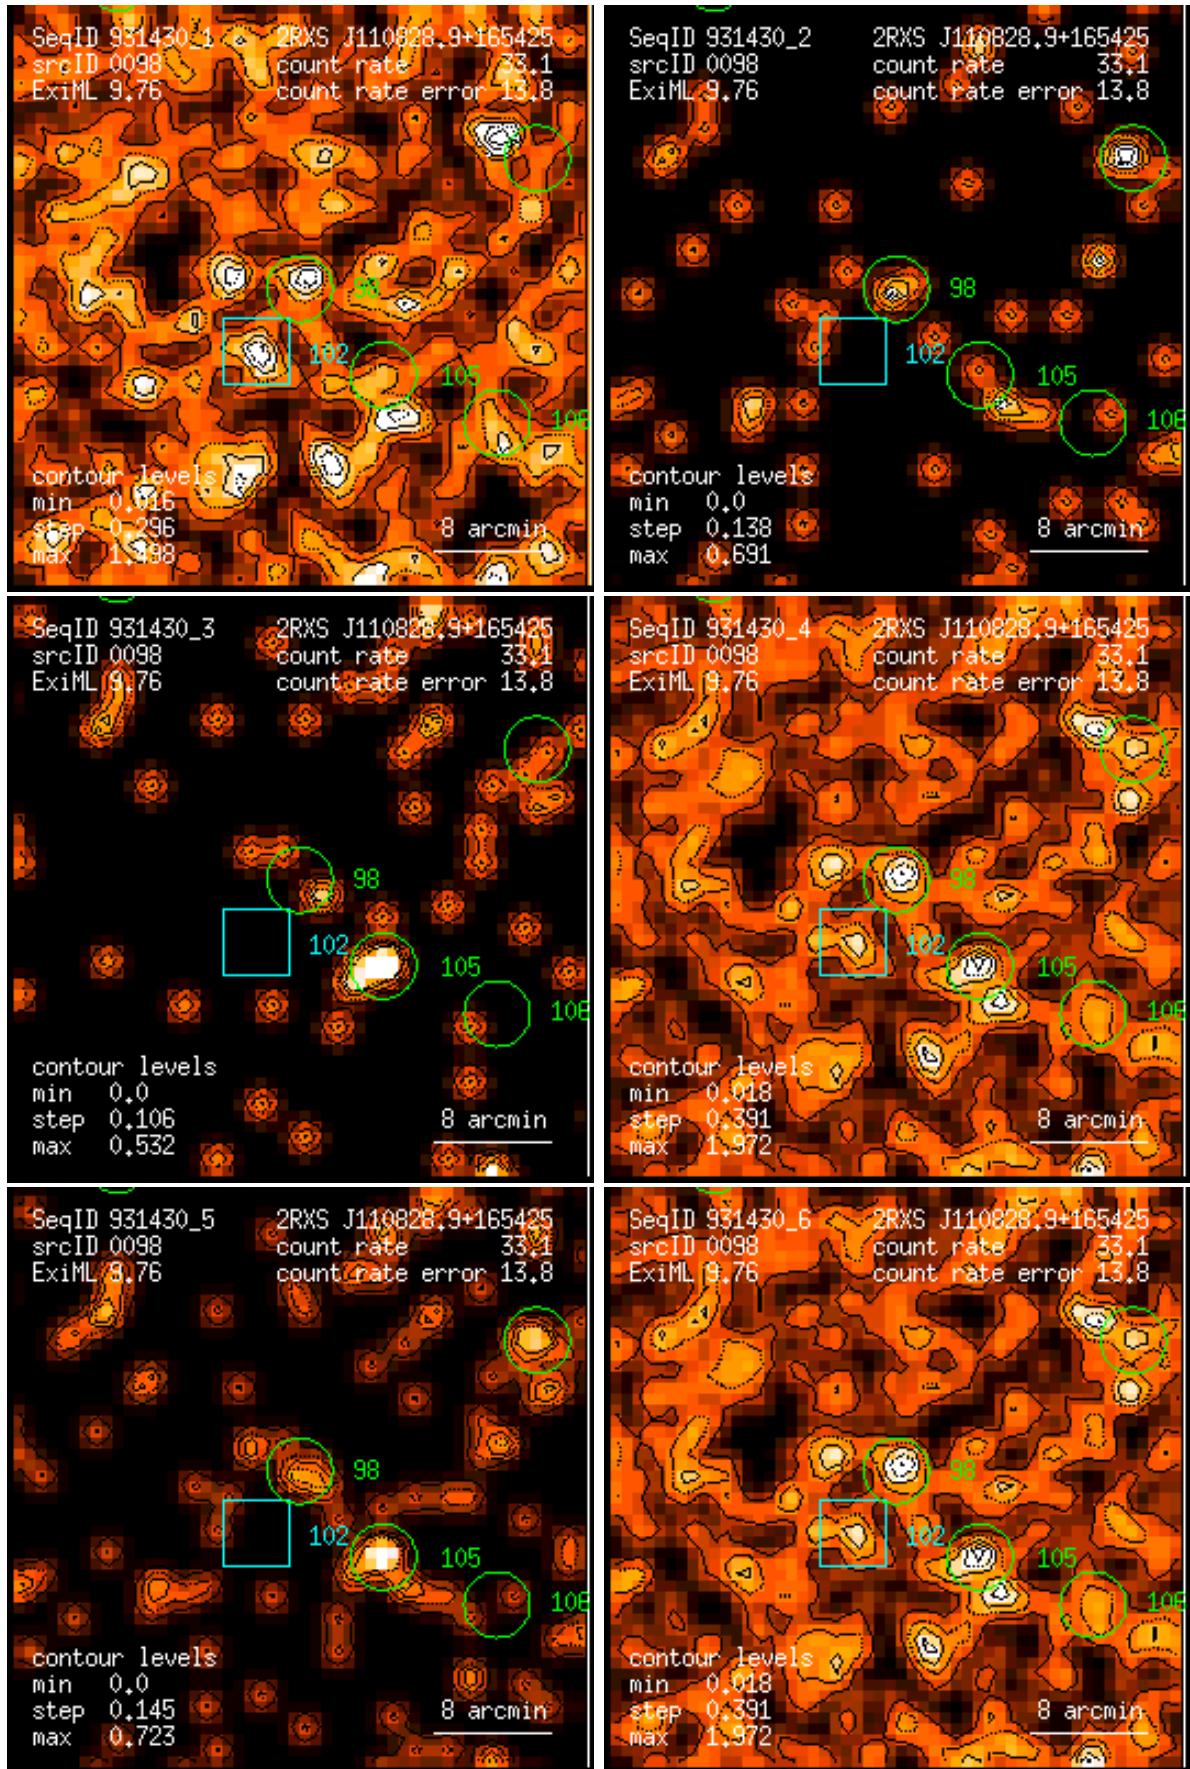 SeqID 931430_1 2RXS J110828.9+165425
srcID 0098 count rate 33.1
ExiML 9.76 count rate error 13.8
98
102
105
106
contour levels
min 0.016
step 0.296
max 1.498
8 arcmin
SeqID 931430_2 2RXS J110828.9+165425
srcID 0098 count rate 33.1
ExiML 9.76 count rate error 13.8
98
102
105
106
contour levels
min 0.0
step 0.138
max 0.691
8 arcmin
SeqID 931430_3 2RXS J110828.9+165425
srcID 0098 count rate 33.1
ExiML 9.76 count rate error 13.8
98
102
105
106
contour levels
min 0.0
step 0.106
max 0.532
8 arcmin
SeqID 931430_4 2RXS J110828.9+165425
srcID 0098 count rate 33.1
ExiML 9.76 count rate error 13.8
98
102
105
106
contour levels
min 0.018
step 0.391
max 1.972
8 arcmin
SeqID 931430_5 2RXS J110828.9+165425
srcID 0098 count rate 33.1
ExiML 9.76 count rate error 13.8
98
102
105
106
contour levels
min 0.0
step 0.145
max 0.723
8 arcmin
SeqID 931430_6 2RXS J110828.9+165425
srcID 0098 count rate 33.1
ExiML 9.76 count rate error 13.8
98
102
105
106
contour levels
min 0.018
step 0.391
max 1.972
8 arcmin